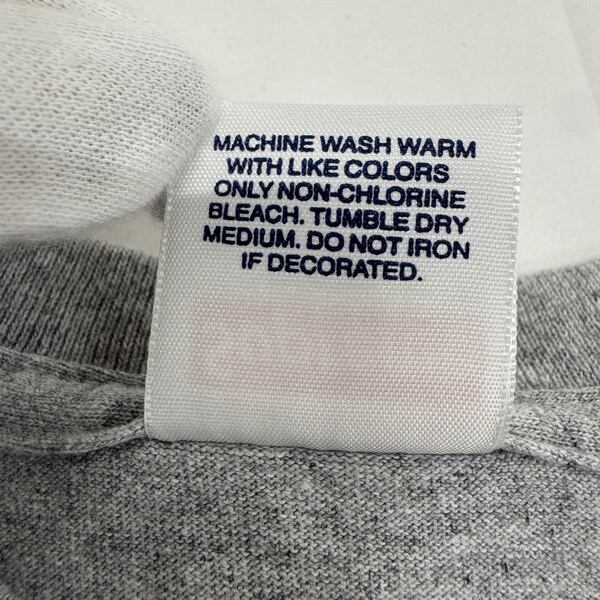 MACHINE WASH WARM
WITH LIKE COLORS
ONLY NON-CHLORINE
BLEACH. TUMBLE DRY
MEDIUM. DO NOT IRON
IF DECORATED.